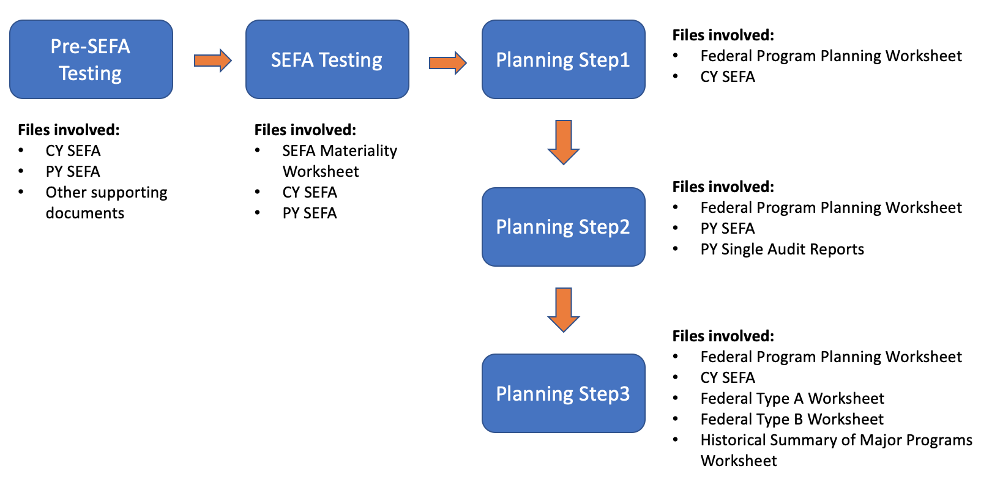 Pre-SEFA
Testing
SEFA Testing
Planning Step1
Files involved:
• Federal Program Planning Worksheet
• CY SEFA
Files involved:
• CY SEFA
• PY SEFA
• Other supporting
documents
Files involved:
• SEFA Materiality
Worksheet
• CY SEFA
• PY SEFA
Planning Step2
Files involved:
• Federal Program Planning Worksheet
• PY SEFA
• PY Single Audit Reports
Planning Step3
Files involved:
• Federal Program Planning Worksheet
• CY SEFA
• Federal Type A Worksheet
• Federal Type B Worksheet
• Historical Summary of Major Programs
Worksheet